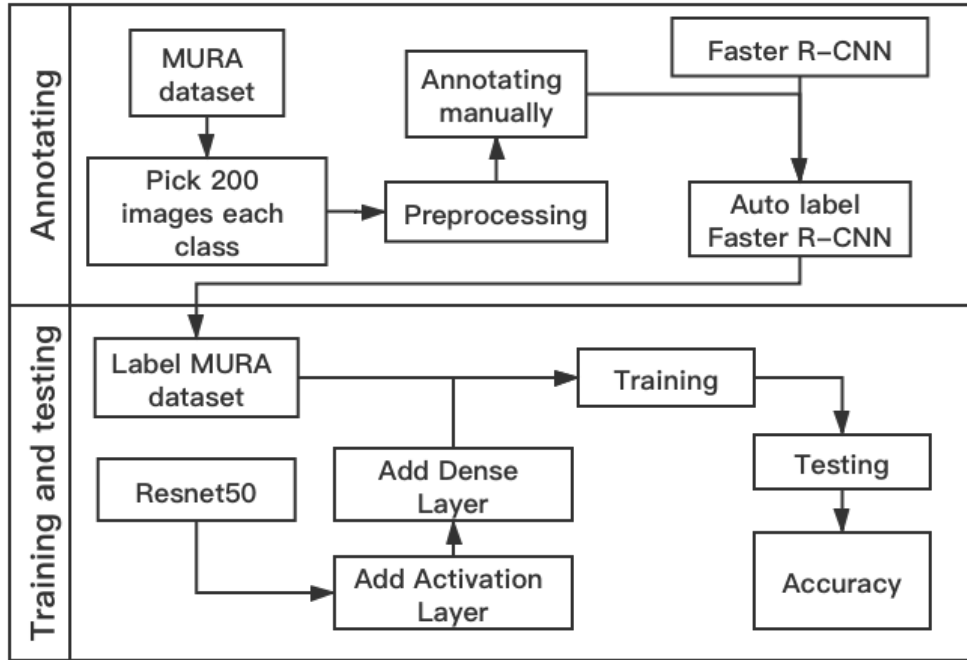 Annotating
MURA
dataset
Pick 200
images each
class
Preprocessing
Annotating
manually
Faster R-CNN
Auto label
Faster R-CNN
Training and testing
Label MURA
dataset
Resnet50
Add Activation
Layer
Add Dense
Layer
Training
Testing
Accuracy